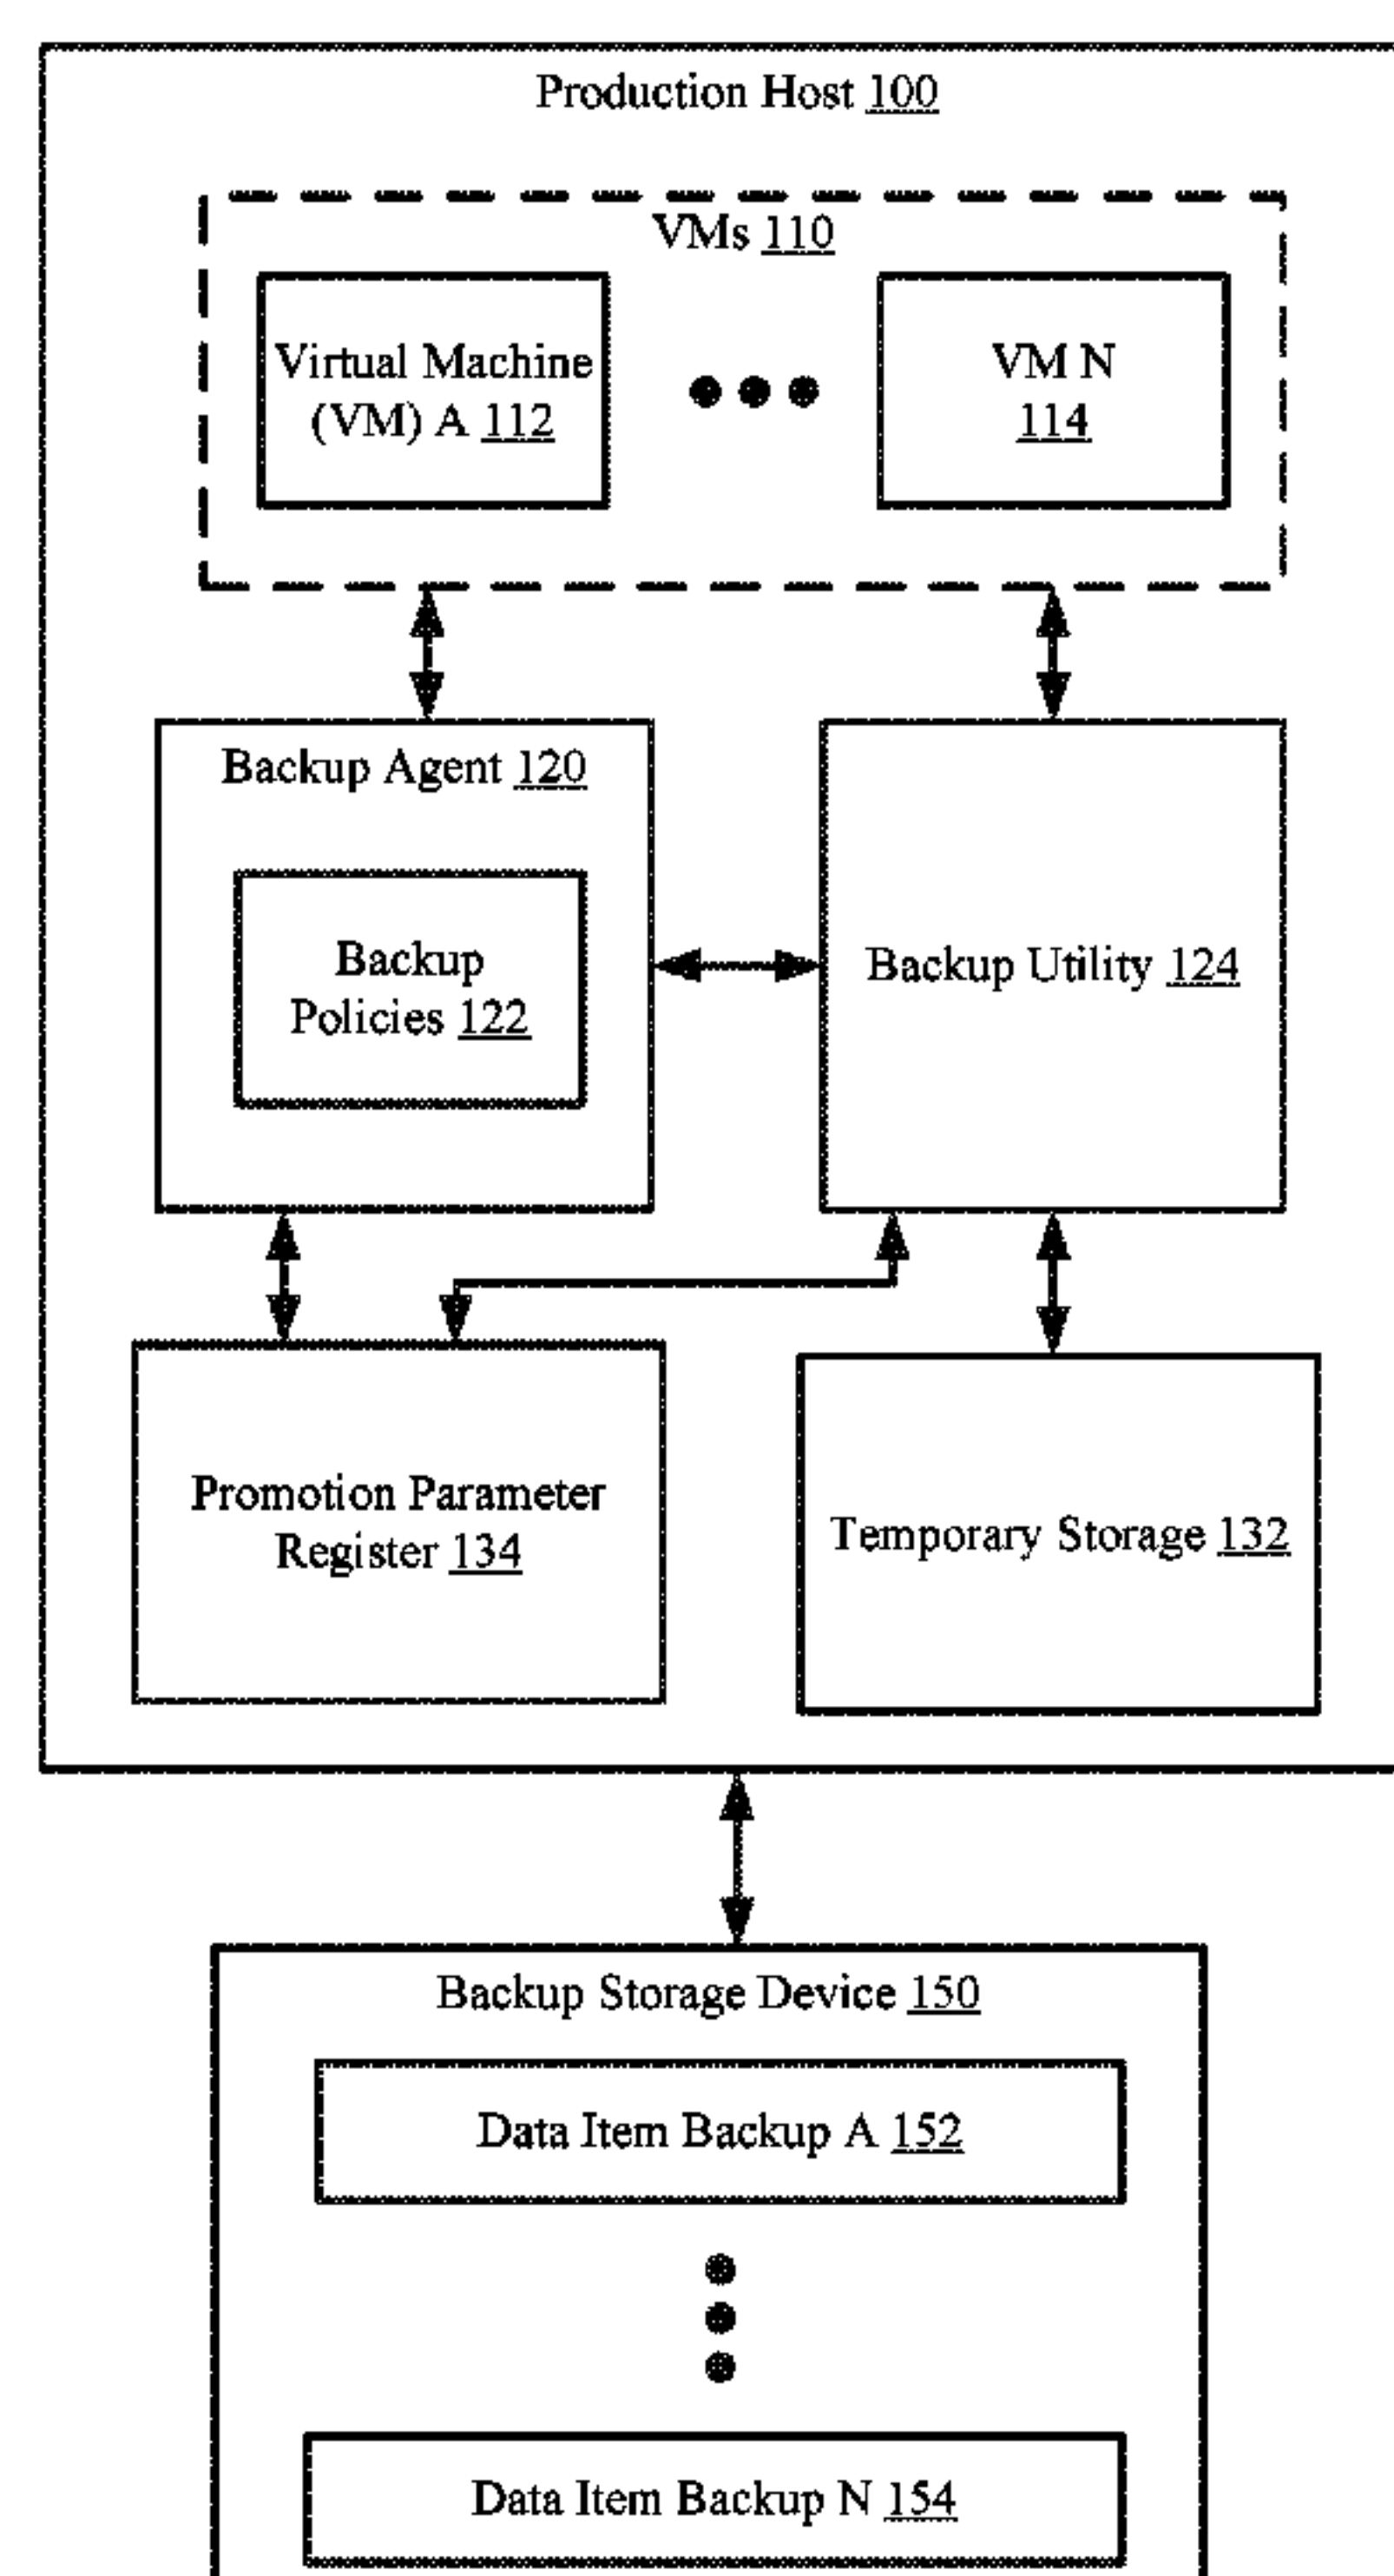 Production Host 100
VMs 110
Virtual Machine
(VM) A 112
VM N
114
Backup Agent 120
Backup
Policies 122
Backup Utility 124
Promotion Parameter
Register 134
Temporary Storage 132
Backup Storage Device 150
Data Item Backup A 152
Data Item Backup N 154